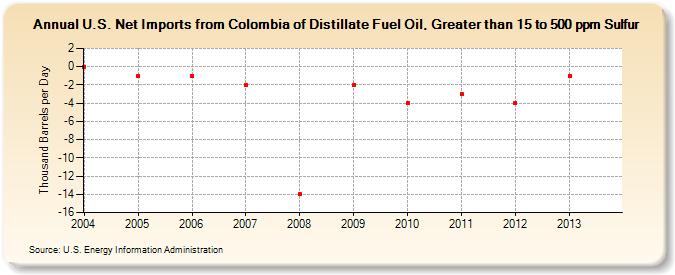 Annual U.S. Net Imports from Colombia of Distillate Fuel Oil, Greater than 15 to 500 ppm Sulfur
Thousand Barrels per Day
2
0
-2
-4
-6
-8
-10
-12
-14
-16
2004 2005 2006 2007 2008 2009 2010 2011 2012 2013
Source: U.S. Energy Information Administration